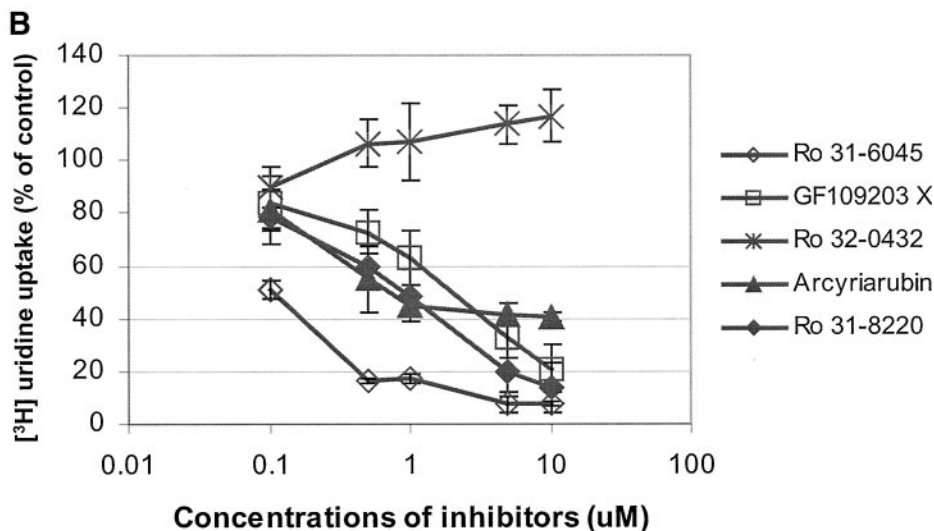 B
140
120
100
80
60
40
20
0
[³H] uridine uptake (% of control)
0.01 0.1 1 10 100
Concentrations of inhibitors (uM)
Ro 31-6045
GF109203 X
Ro 32-0432
Arcyriarubin
Ro 31-8220